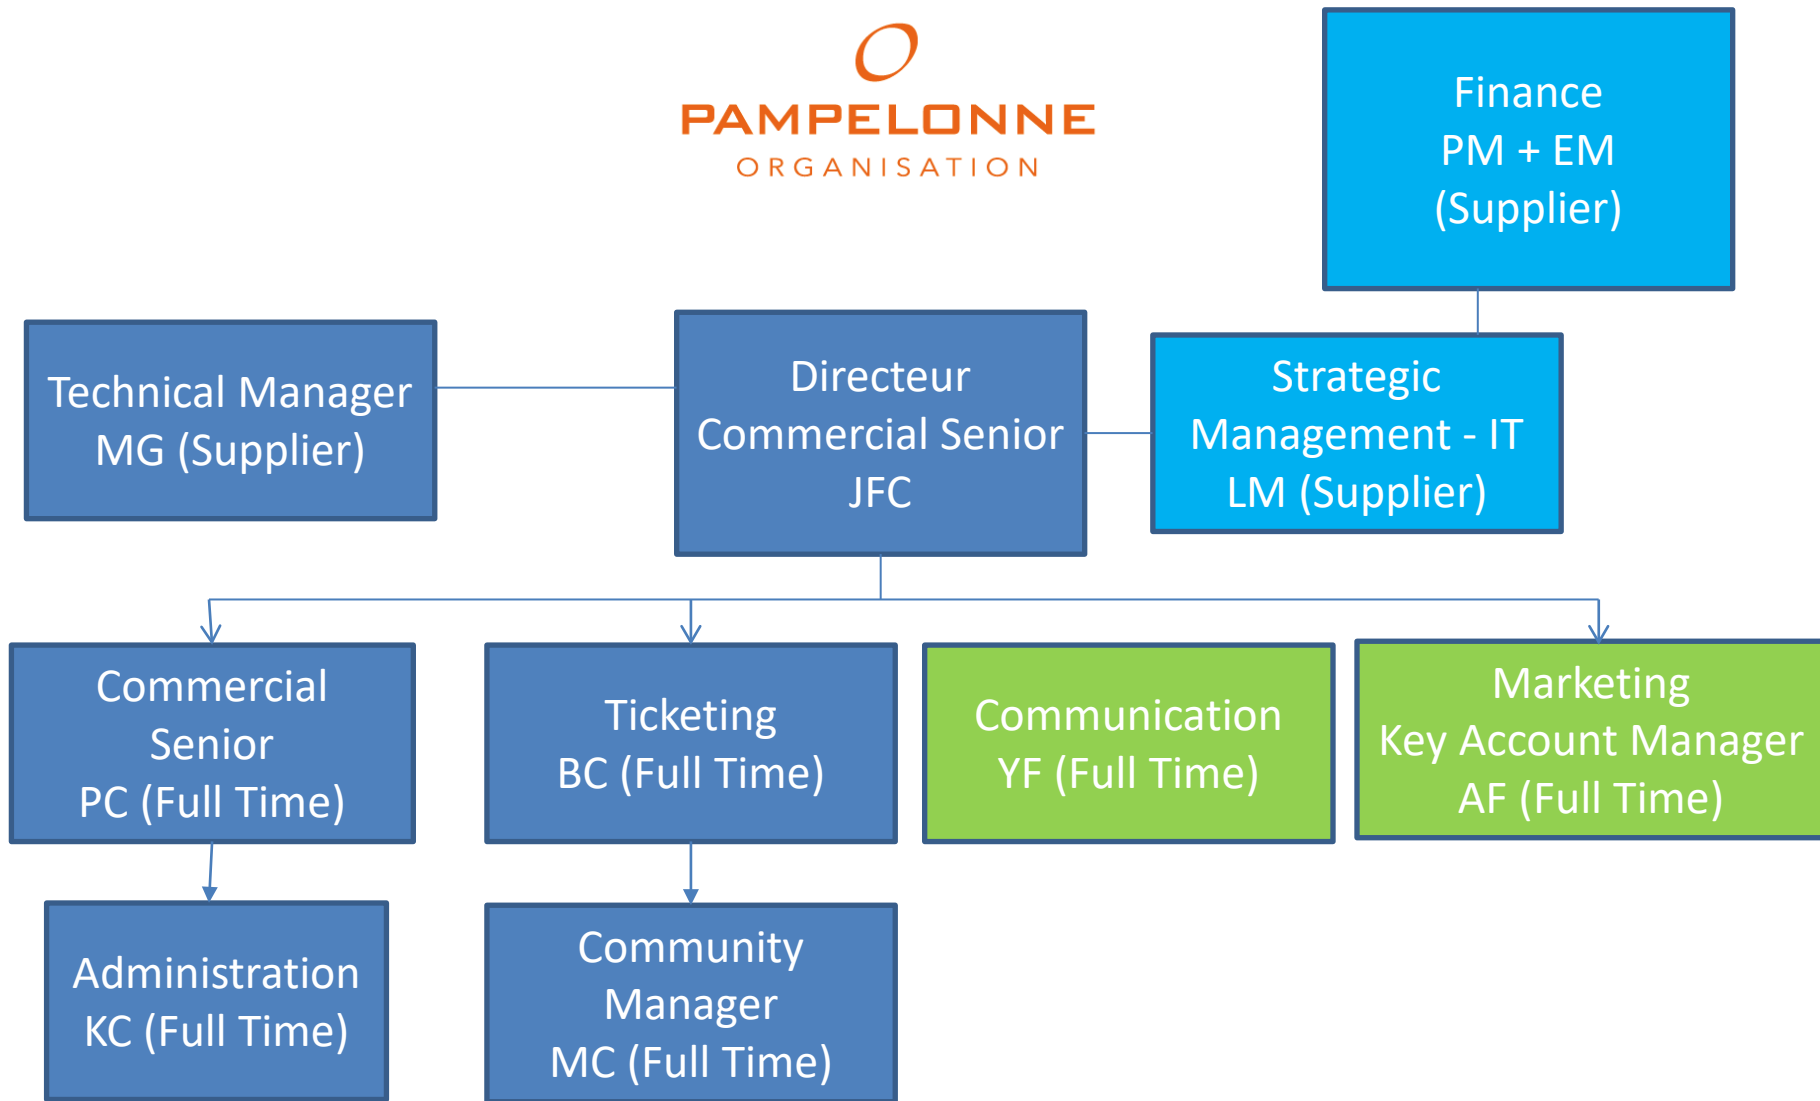 PAMPELONNE
ORGANISATION
Finance
PM + EM
(Supplier)
Technical Manager
MG (Supplier)
Directeur
Commercial Senior
JFC
Strategic
Management - IT
LM (Supplier)
Commercial
Senior
PC (Full Time)
Ticketing
BC (Full Time)
Communication
YF (Full Time)
Marketing
Key Account Manager
AF (Full Time)
Administration
KC (Full Time)
Community
Manager
MC (Full Time)